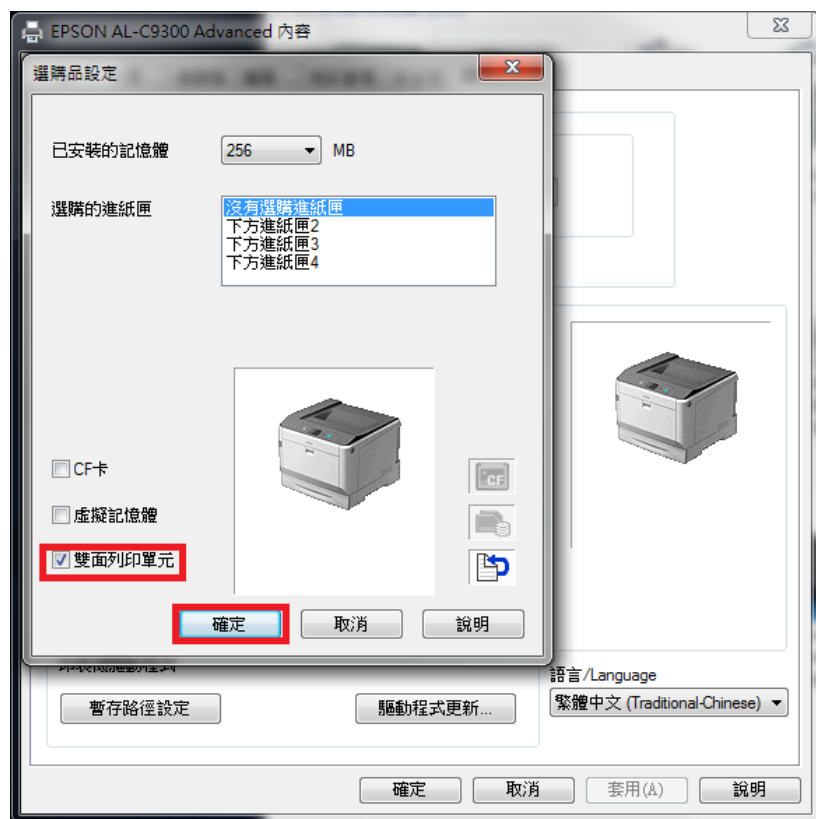 EPSON AL-C9300 Advanced 內容
選購品設定
已安裝的記憶體 256 MB
選購的進紙匣 沒有選購進紙匣
下方進紙匣2
下方進紙匣3
下方進紙匣4
CF卡
CF
虛擬記憶體
雙面列印單元
確定 取消 說明
語言/Language
暫存路徑設定 驅動程式更新... 繁體中文 (Traditional-Chinese)
確定 取消 套用(A) 說明